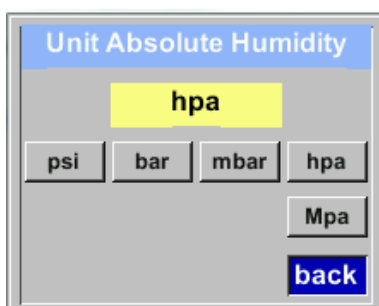 Unit Absolute Humidity
hpa
psi bar mbar hpa
Mpa
back